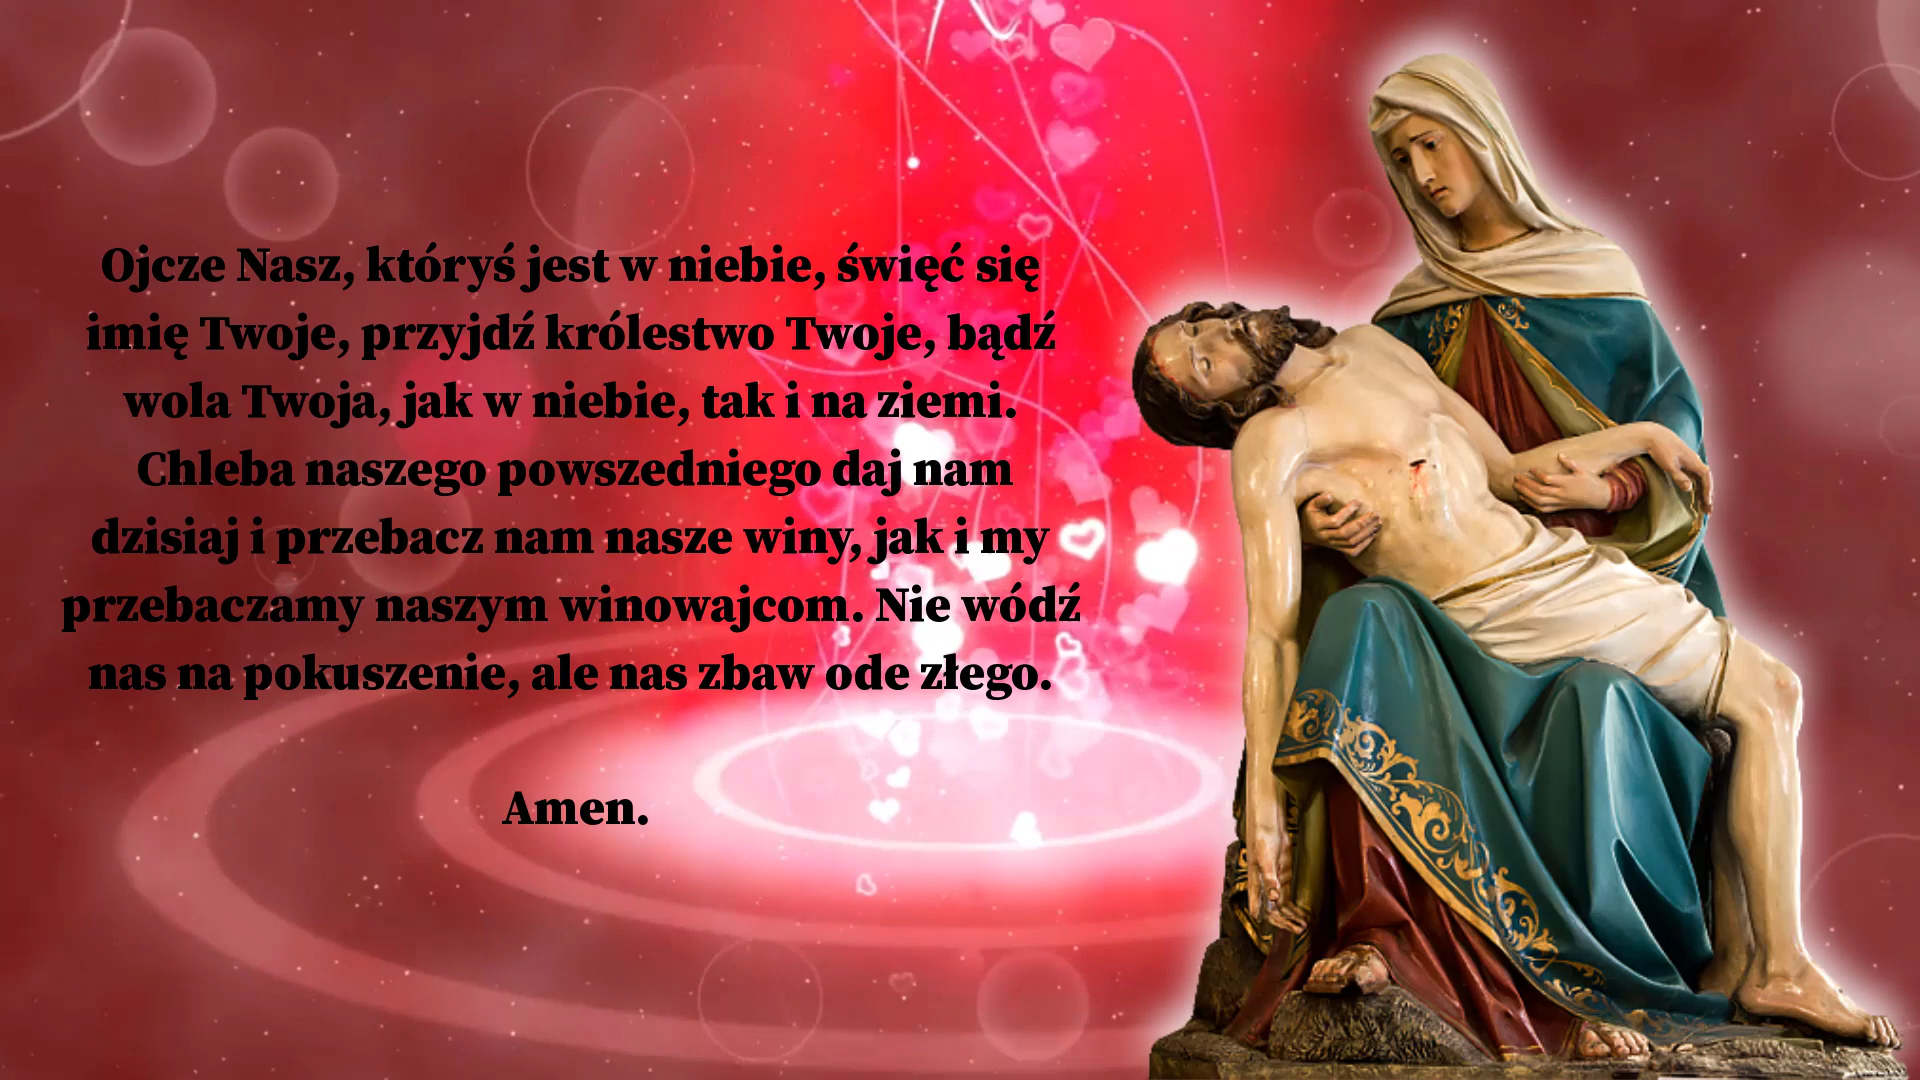 Ojcze Nasz, któryś jest w niebie, święć się
imię Twoje, przyjdź królestwo Twoje, bądź
wola Twoja, jak w niebie, tak i na ziemi.
Chleba naszego powszedniego daj nam
dzisiaj i przebacz nam nasze winy, jak i my
przebaczamy naszym winowajcom. Nie wódź
nas na pokuszenie, ale nas zbaw ode złego.
Amen.